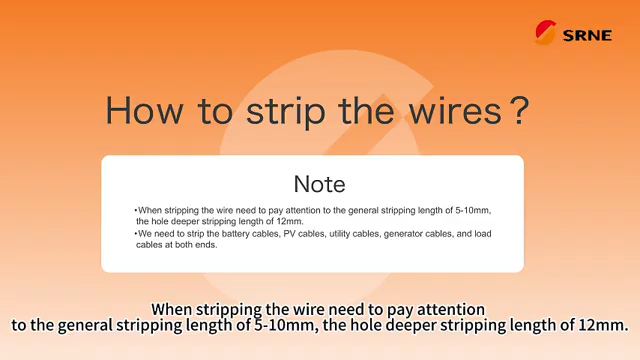 SRNE
How to strip the wires？
Note
•When stripping the wire need to pay attention to the general stripping length of 5-10mm,
the hole deeper stripping length of 12mm.
•We need to strip the battery cables, PV cables, utility cables, generator cables, and load
cables at both ends.
When stripping the wire need to pay attention
to the general stripping length of 5-10mm, the hole deeper stripping length of 12mm.